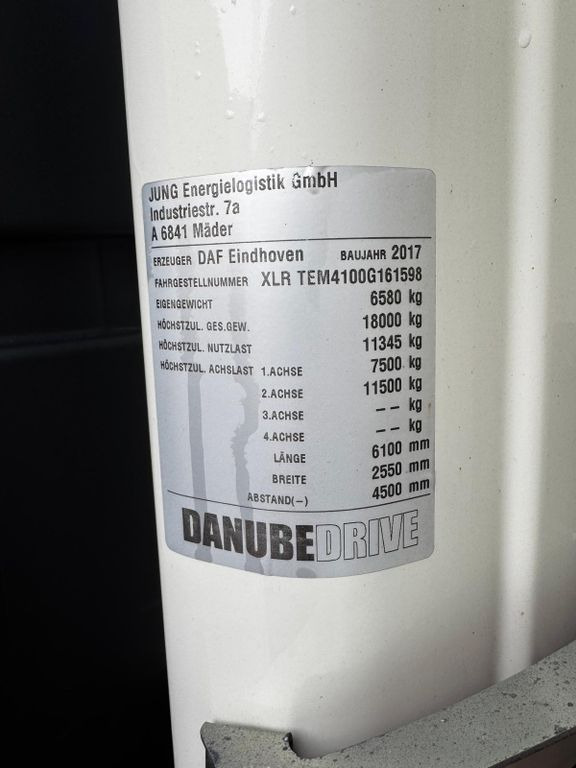 JUNG Energielogistik GmbH
Industriestr. 7a
A 6841 Mäder
ERZEUGER DAF Eindhoven BAUJAHR 2017
FAHRGESTELLNUMMER XLR TEM4100G161598
EIGENGEWICHT 6580 kg
HÖCHSTZUL. GES.GEW. 18000 kg
HÖCHSTZUL. NUTZLAST 11345 kg
HÖCHSTZUL. ACHSLAST 1.ACHSE 7500 kg
2.ACHSE 11500 kg
3.ACHSE –– kg
4.ACHSE –– kg
LÄNGE 6100 mm
BREITE 2550 mm
ABSTAND(–) 4500 mm
DANUBEDRIVE